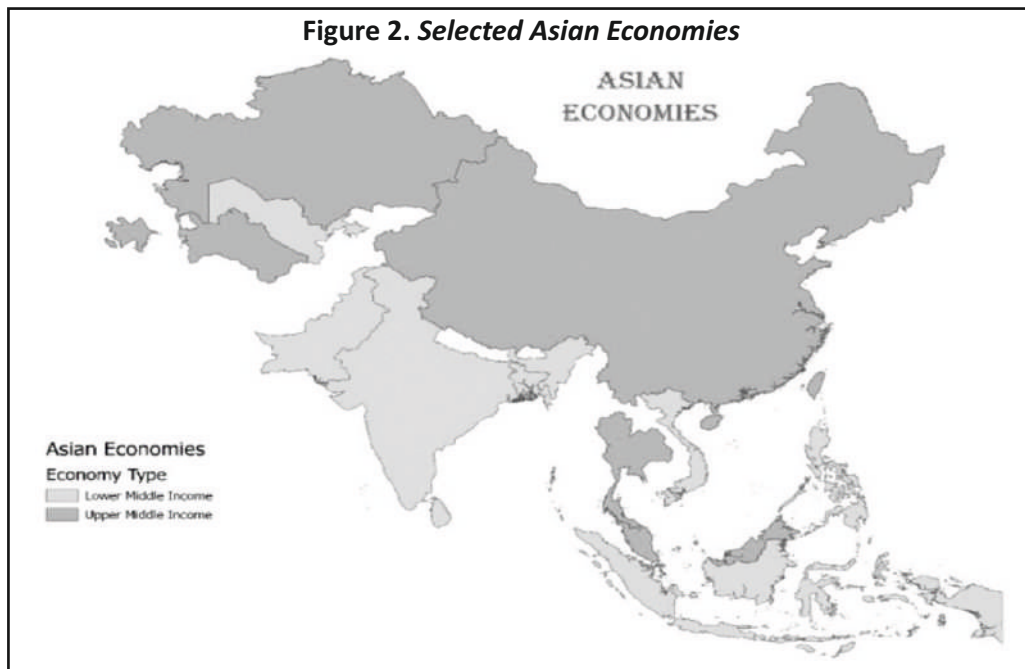 Figure 2. Selected Asian Economies
ASIAN
ECONOMIES
Asian Economies
Economy Type
Lower Middle Income
Upper Middle Income